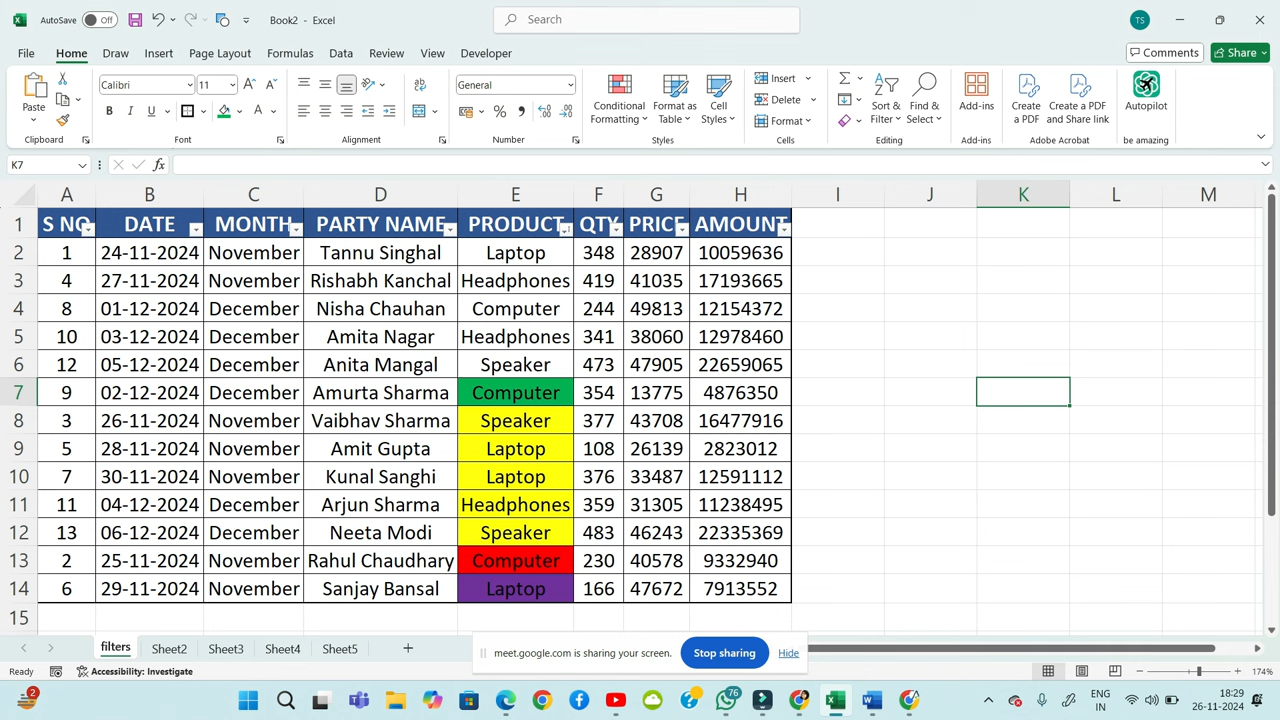 AutoSave Off Book2 - Excel Search TS
File Home Draw Insert Page Layout Formulas Data Review View Developer Comments Share
Paste Calibri 11 General Conditional Formatting Format as Table Cell Styles Insert Delete Format Sort & Filter Find & Select Add-ins Create a PDF Create a PDF and Share link Autopilot
Clipboard Font Alignment Number Styles Cells Editing Add-ins Adobe Acrobat be amazing
K7 fx
A B C D E F G H I J K L M
1 S NO DATE MONTH PARTY NAME PRODUCT QTY PRICE AMOUNT
2 1 24-11-2024 November Tannu Singhal Laptop 348 28907 10059636
3 4 27-11-2024 November Rishabh Kanchal Headphones 419 41035 17193665
4 8 01-12-2024 December Nisha Chauhan Computer 244 49813 12154372
5 10 03-12-2024 December Amita Nagar Headphones 341 38060 12978460
6 12 05-12-2024 December Anita Mangal Speaker 473 47905 22659065
7 9 02-12-2024 December Amurta Sharma Computer 354 13775 4876350
8 3 26-11-2024 November Vaibhav Sharma Speaker 377 43708 16477916
9 5 28-11-2024 November Amit Gupta Laptop 108 26139 2823012
10 7 30-11-2024 November Kunal Sanghi Laptop 376 33487 12591112
11 11 04-12-2024 December Arjun Sharma Headphones 359 31305 11238495
12 13 06-12-2024 December Neeta Modi Speaker 483 46243 22335369
13 2 25-11-2024 November Rahul Chaudhary Computer 230 40578 9332940
14 6 29-11-2024 November Sanjay Bansal Laptop 166 47672 7913552
15
filters Sheet2 Sheet3 Sheet4 Sheet5
meet.google.com is sharing your screen. Stop sharing Hide
Ready Accessibility: Investigate 174%
2 76 ENG 18:29
IN 26-11-2024